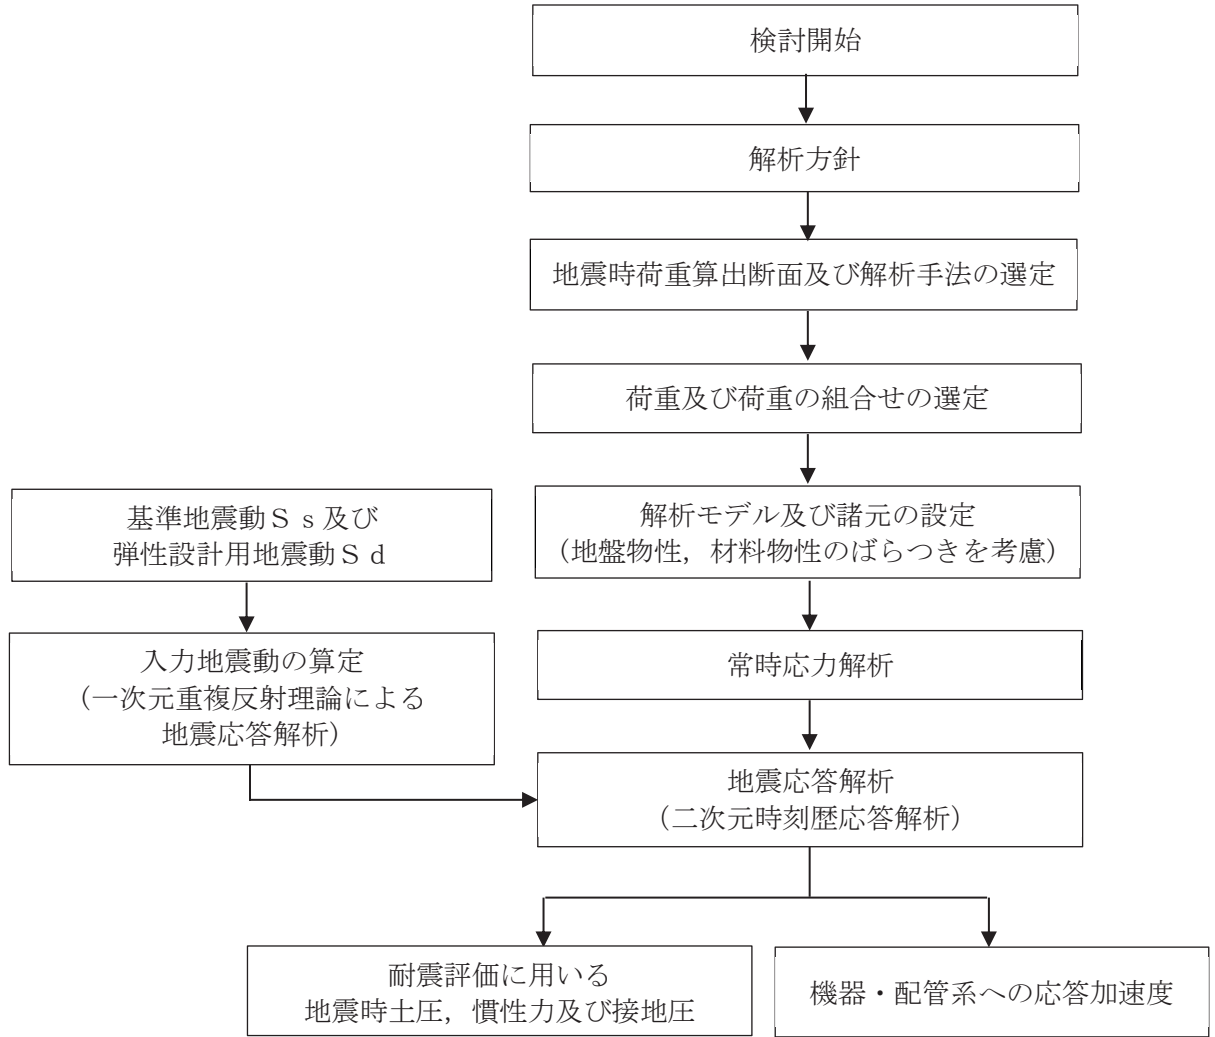 検討開始
解析方針
地震時荷重算出断面及び解析手法の選定
荷重及び荷重の組合せの選定
解析モデル及び諸元の設定
（地盤物性，材料物性のばらつきを考慮）
基準地震動Ｓｓ及び
弾性設計用地震動Ｓｄ
入力地震動の算定
（一次元重複反射理論による
地震応答解析）
常時応力解析
地震応答解析
（二次元時刻歴応答解析）
耐震評価に用いる
地震時土圧，慣性力及び接地圧
機器・配管系への応答加速度